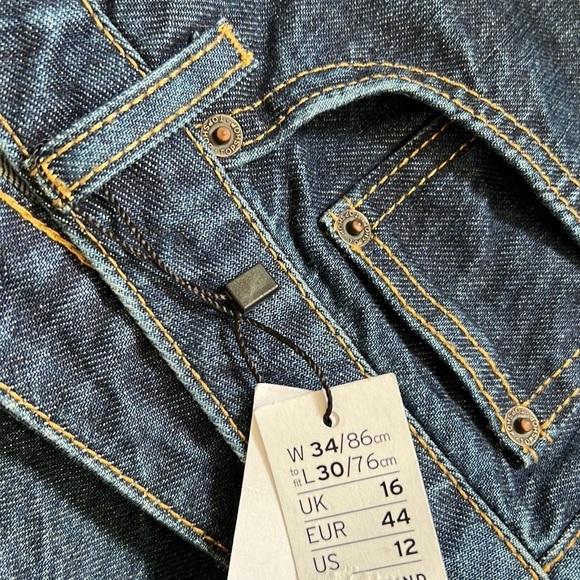 W 34/86cm
to fit L 30/76cm
UK 16
EUR 44
US 12